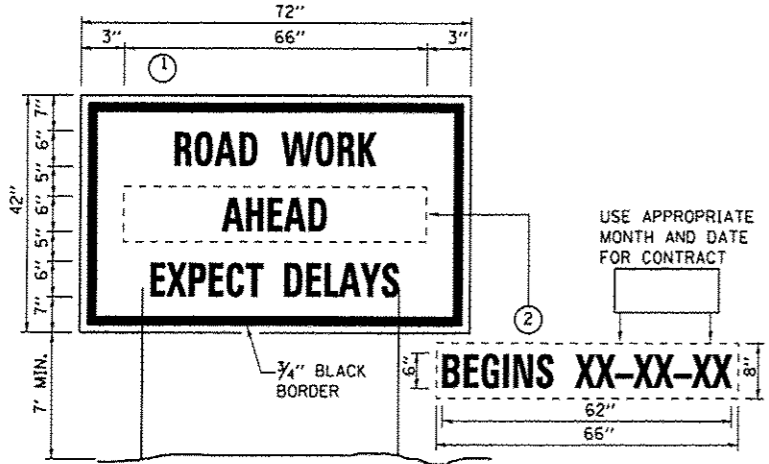 72"
3" 66" 3"
1
42"
7"
6"
5"
6"
5"
6"
7"
7' MIN.
ROAD WORK
AHEAD
EXPECT DELAYS
USE APPROPRIATE
MONTH AND DATE
FOR CONTRACT
2
3/4" BLACK
BORDER
6"
BEGINS XX-XX-XX
8"
62"
66"